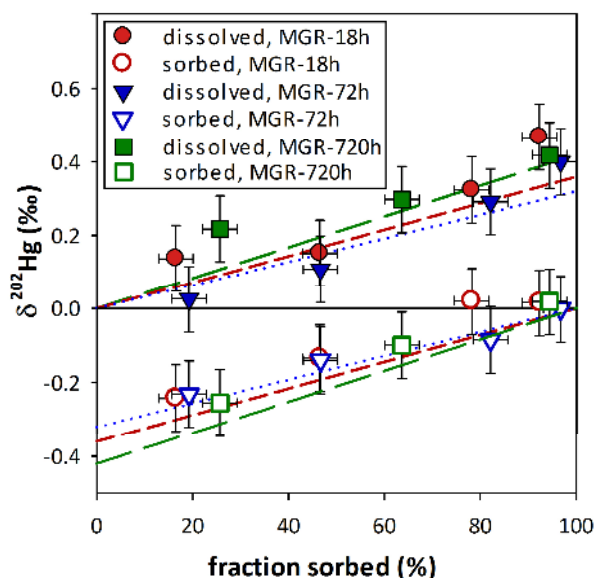 dissolved, MGR-18h
sorbed, MGR-18h
dissolved, MGR-72h
sorbed, MGR-72h
dissolved, MGR-720h
sorbed, MGR-720h
0.6
0.4
0.2
0.0
-0.2
-0.4
δ²⁰²Hg (‰)
0 20 40 60 80 100
fraction sorbed (%)